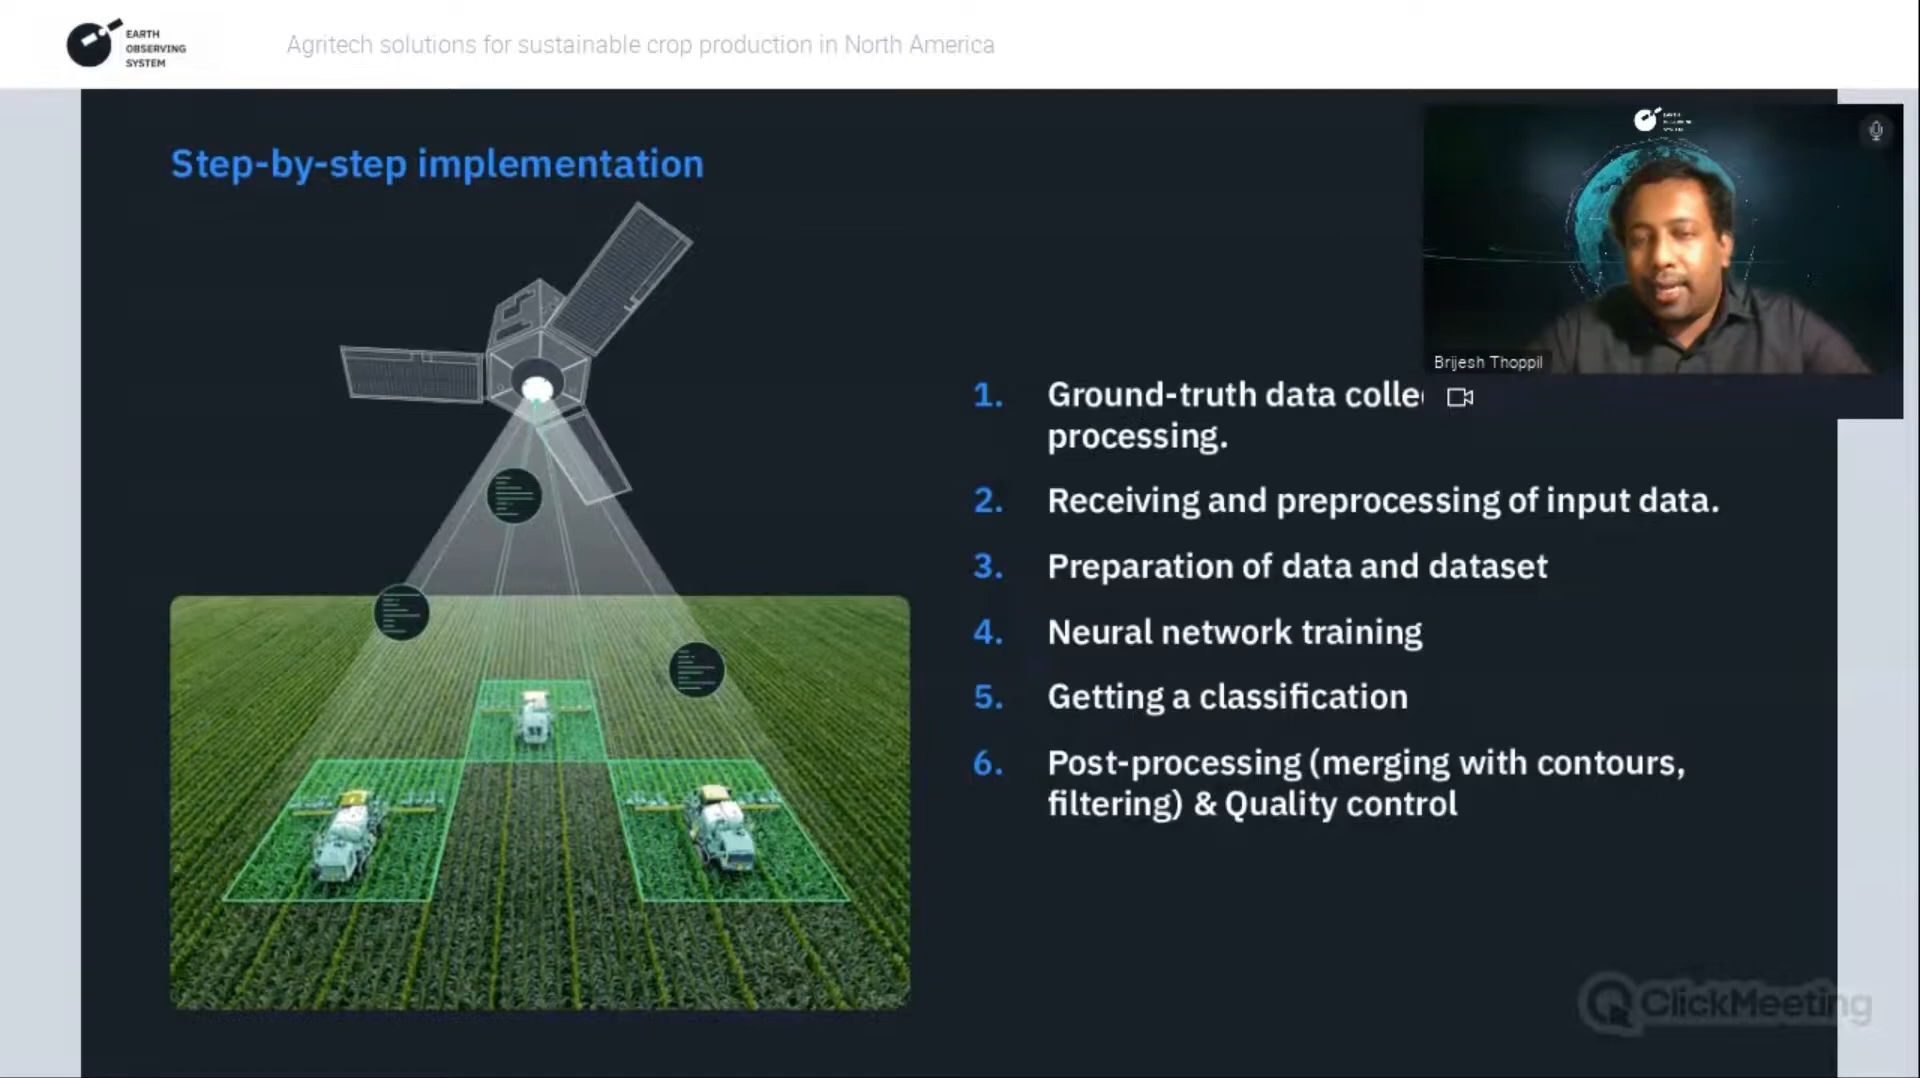 EARTH
OBSERVING
SYSTEM
Agritech solutions for sustainable crop production in North America
Step-by-step implementation
Brijesh Thoppil
1. Ground-truth data colle
processing.
2. Receiving and preprocessing of input data.
3. Preparation of data and dataset
4. Neural network training
5. Getting a classification
6. Post-processing (merging with contours,
filtering) & Quality control
ClickMeeting